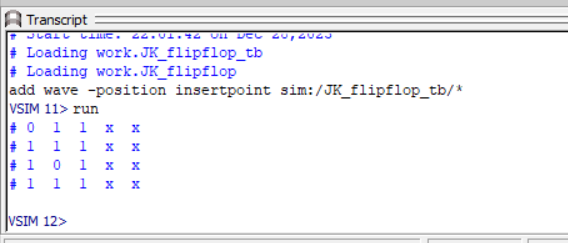 Transcript
# Start time: 22:01:42 on Dec 20,2023
# Loading work.JK_flipflop_tb
# Loading work.JK_flipflop
add wave -position insertpoint sim:/JK_flipflop_tb/*
VSIM 11> run
# 0 1 1 x x
# 1 1 1 x x
# 1 0 1 x x
# 1 1 1 x x
VSIM 12>